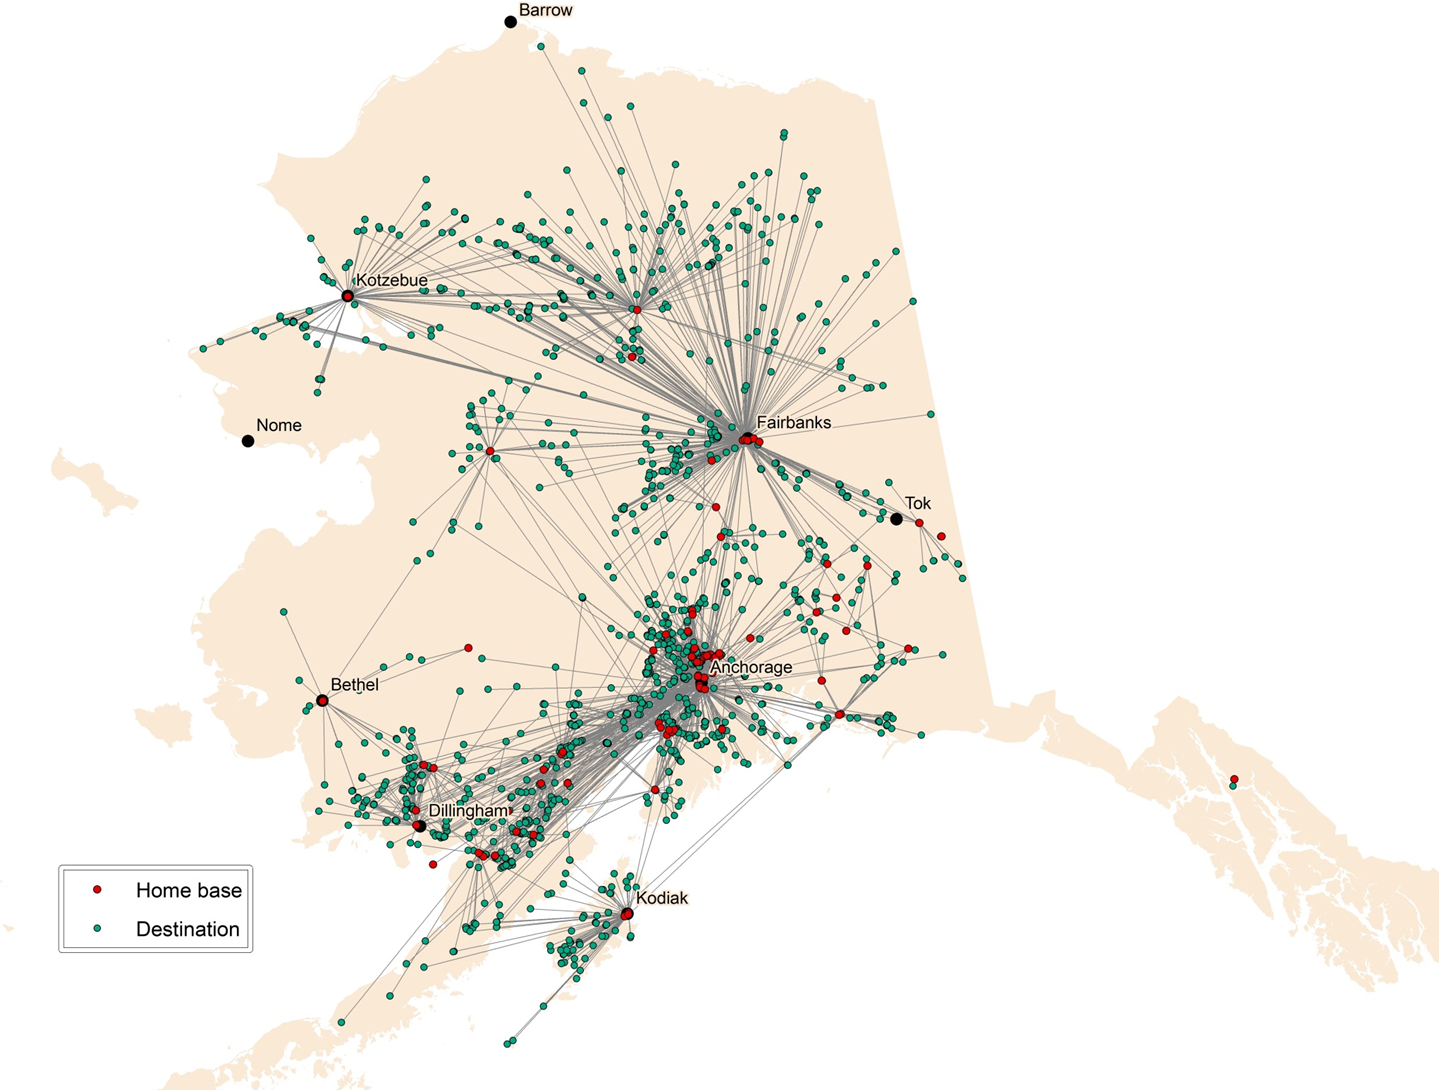 Barrow
Kotzebue
Fairbanks
Nome
Tok
Anchorage
Bethel
Dillingham
Kodiak
Home base
Destination